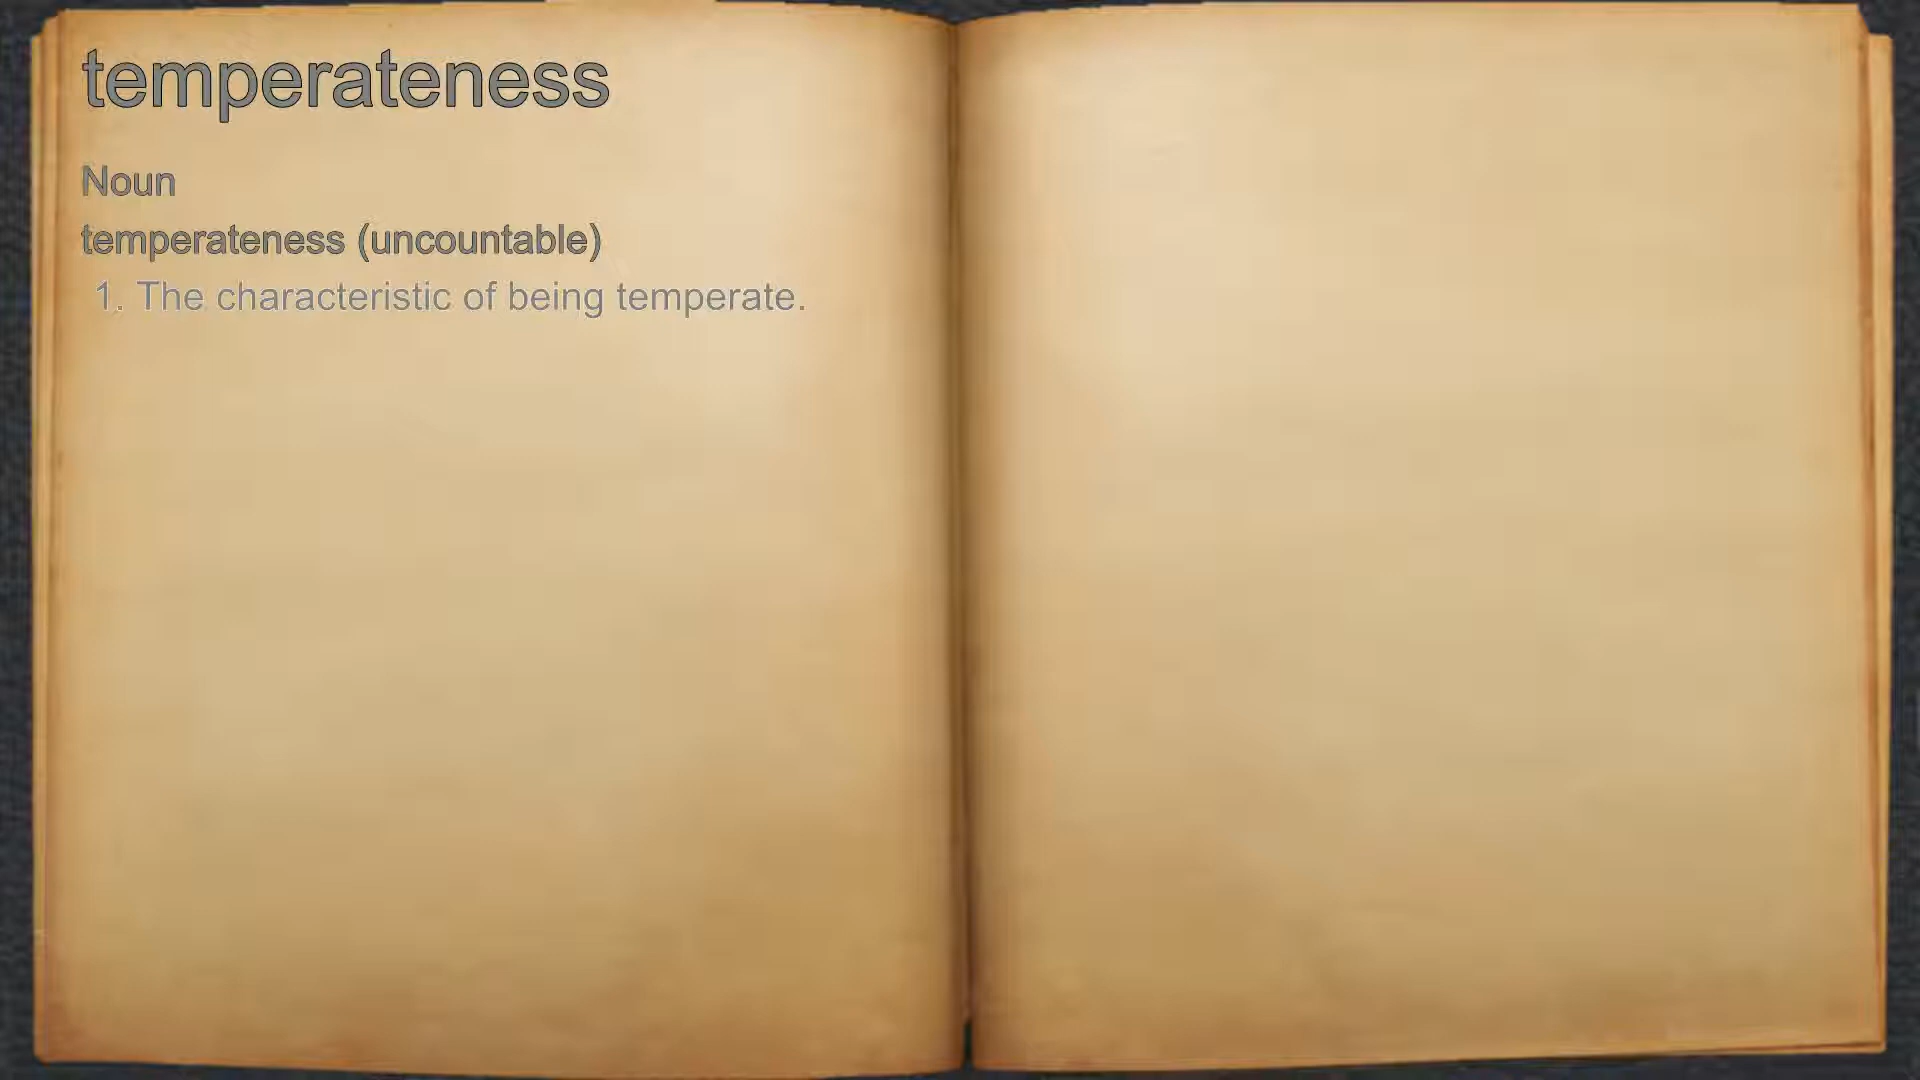 temperateness
Noun
temperateness (uncountable)
1. The characteristic of being temperate.